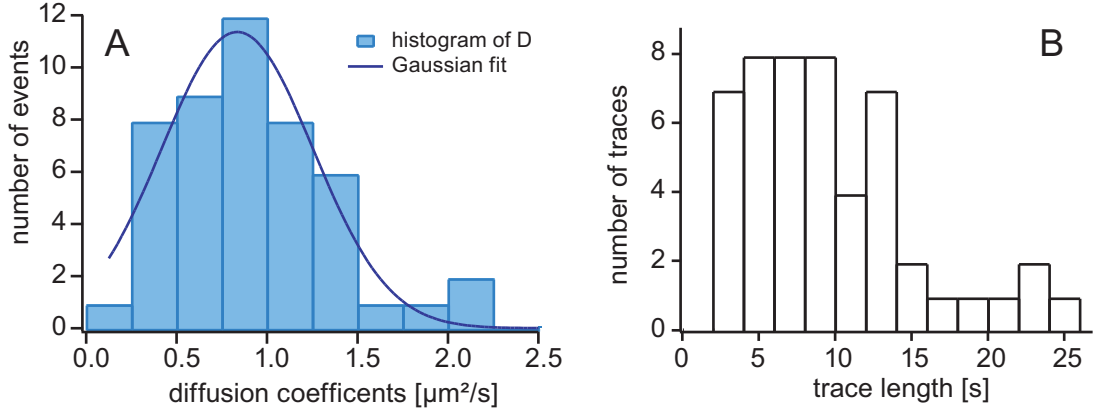 A
histogram of D
Gaussian fit
number of events
12
10
8
6
4
2
0
0.0 0.5 1.0 1.5 2.0 2.5
diffusion coefficents [µm²/s]
B
number of traces
8
6
4
2
0
0 5 10 15 20 25
trace length [s]